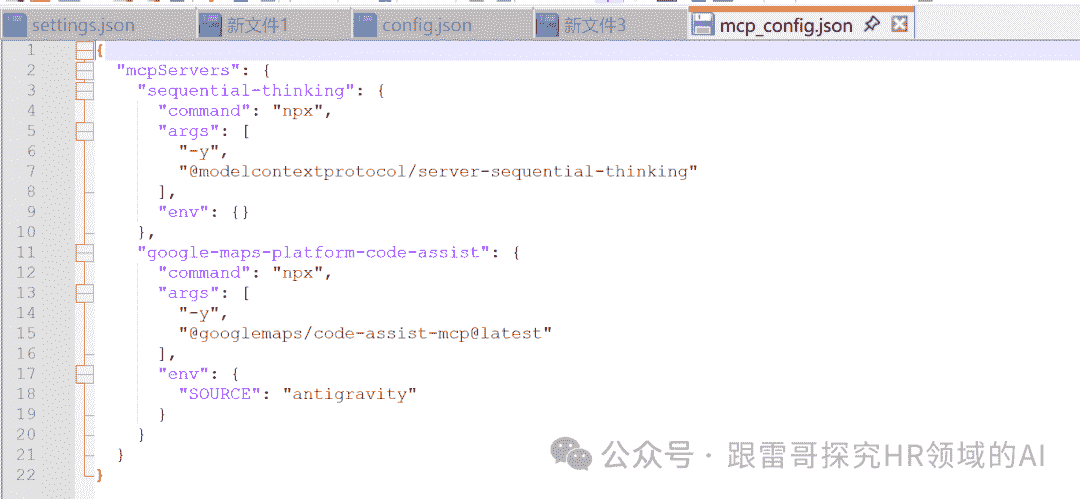 settings.json 新文件1 config.json 新文件3 mcp_config.json
1 {
2 "mcpServers": {
3 "sequential-thinking": {
4 "command": "npx",
5 "args": [
6 "-y",
7 "@modelcontextprotocol/server-sequential-thinking"
8 ],
9 "env": {}
10 },
11 "google-maps-platform-code-assist": {
12 "command": "npx",
13 "args": [
14 "-y",
15 "@googlemaps/code-assist-mcp@latest"
16 ],
17 "env": {
18 "SOURCE": "antigravity"
19 }
20 }
21 }
22 }
公众号 · 跟雷哥探究HR领域的AI